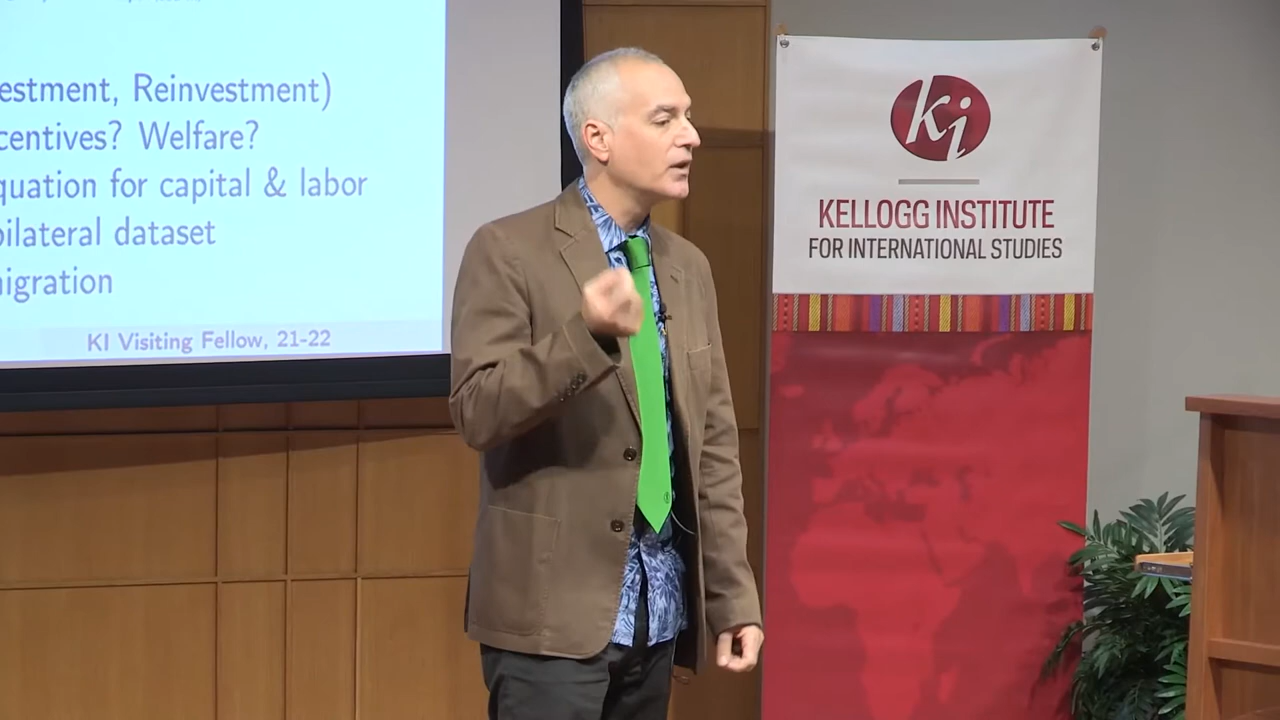 estment, Reinvestment)
centives? Welfare?
quation for capital & labor
bilateral dataset
nigration
KI Visiting Fellow, 21-22
ki
KELLOGG INSTITUTE
FOR INTERNATIONAL STUDIES